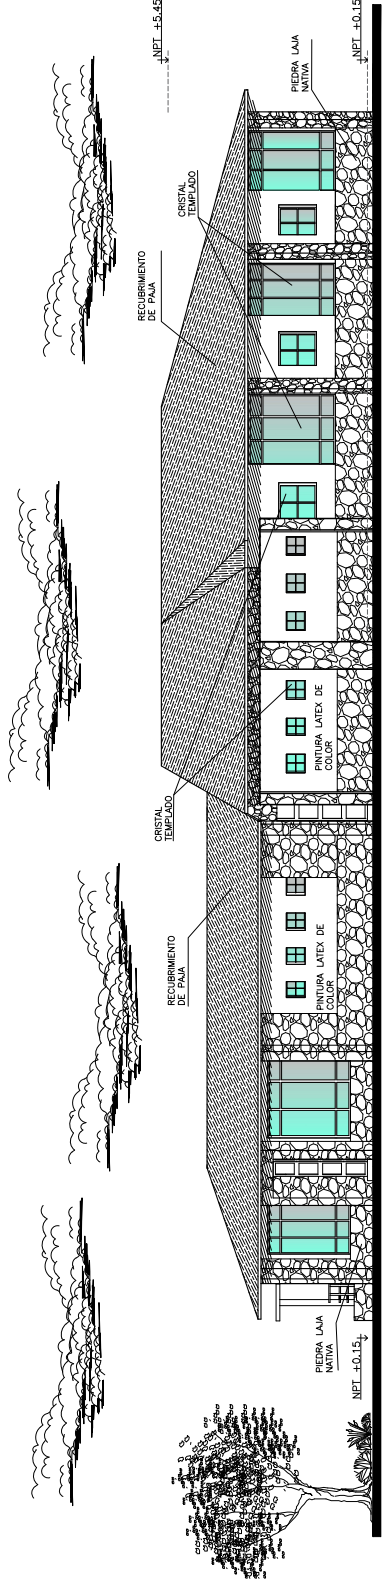 NPT +5.45
NPT +0.15
PIEDRA LAJA
NATIVA
CRISTAL
TEMPLADO
RECUBRIMIENTO
DE PAJA
PINTURA LATEX DE
COLOR
CRISTAL
TEMPLADO
RECUBRIMIENTO
DE PAJA
PINTURA LATEX DE
COLOR
PIEDRA LAJA
NATIVA
NPT +0.15